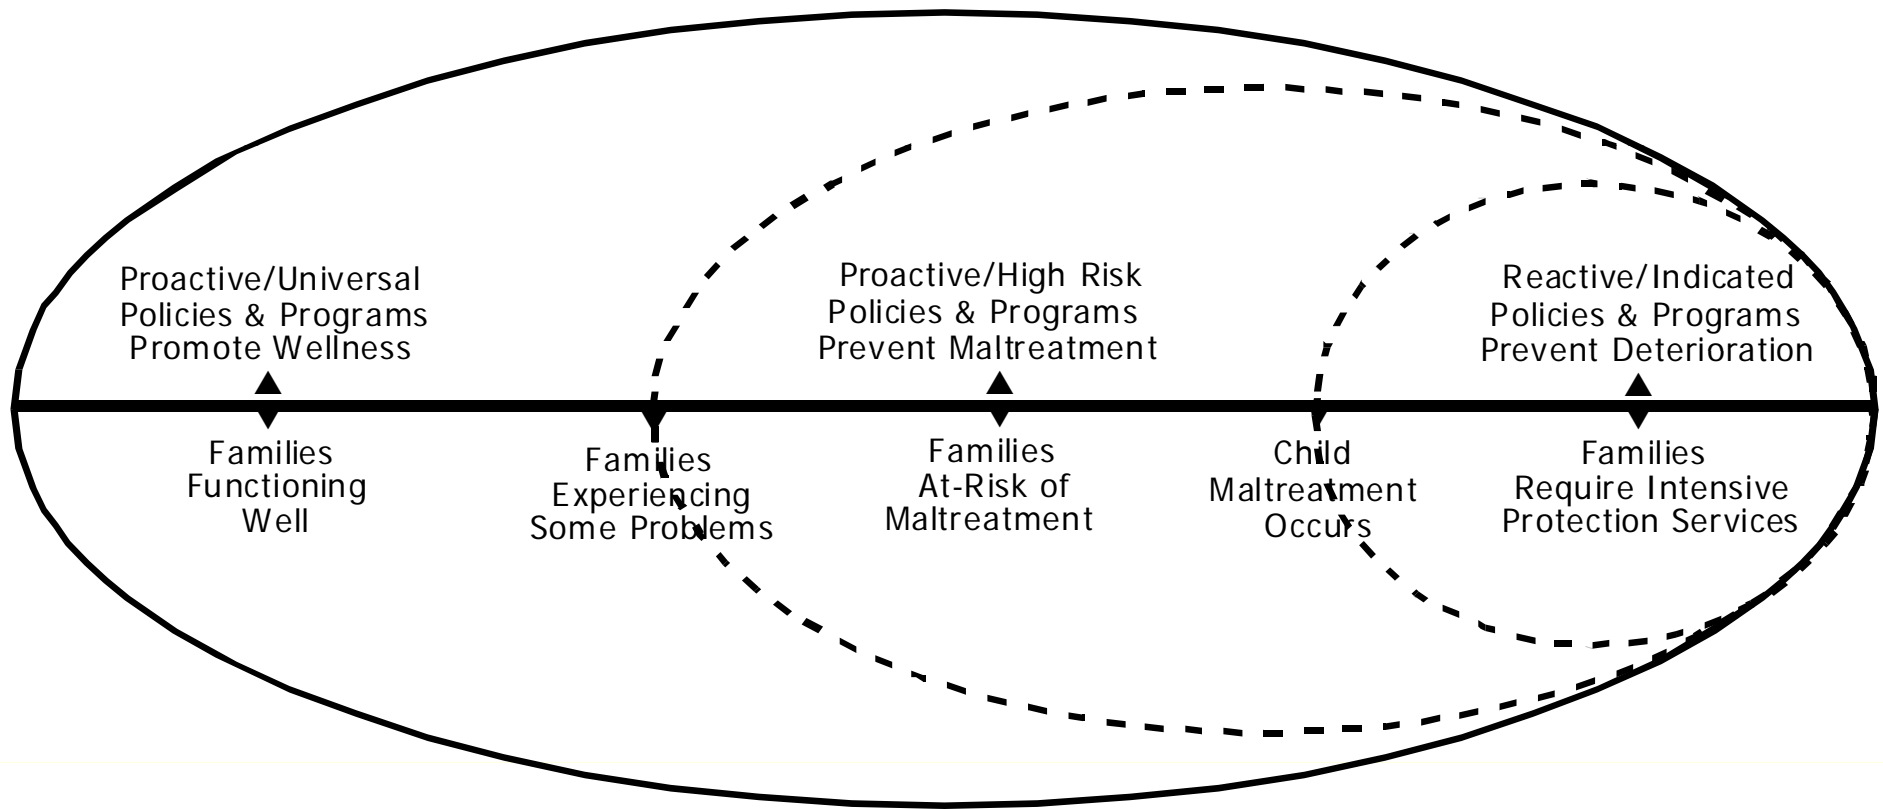 Proactive/Universal
Policies & Programs
Promote Wellness
Proactive/High Risk
Policies & Programs
Prevent Maltreatment
Reactive/Indicated
Policies & Programs
Prevent Deterioration
Families
Functioning
Well
Families
Experiencing
Some Problems
Families
At-Risk of
Maltreatment
Child
Maltreatment
Occurs
Families
Require Intensive
Protection Services